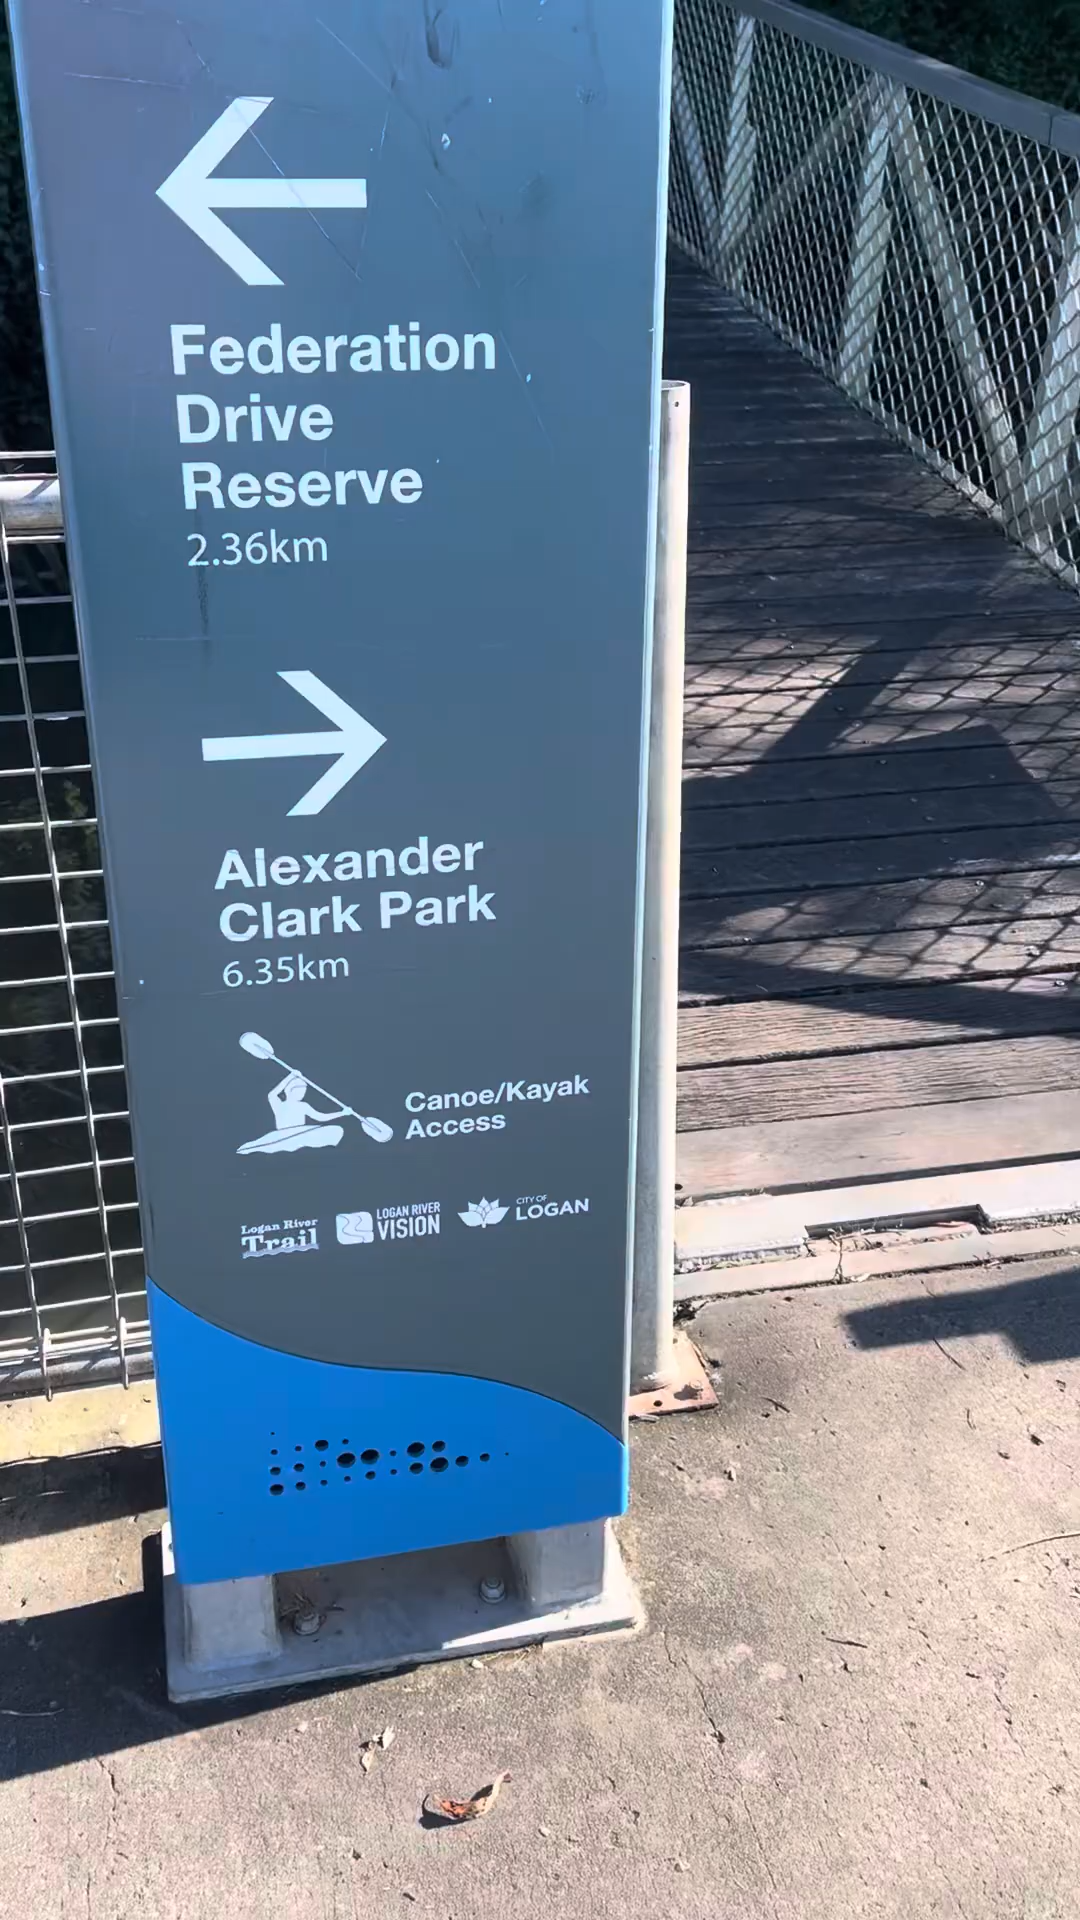 Federation
Drive
Reserve
2.36km
Alexander
Clark Park
6.35km
Canoe/Kayak
Access
Logan River
Trail
LOGAN RIVER
VISION
CITY OF
LOGAN